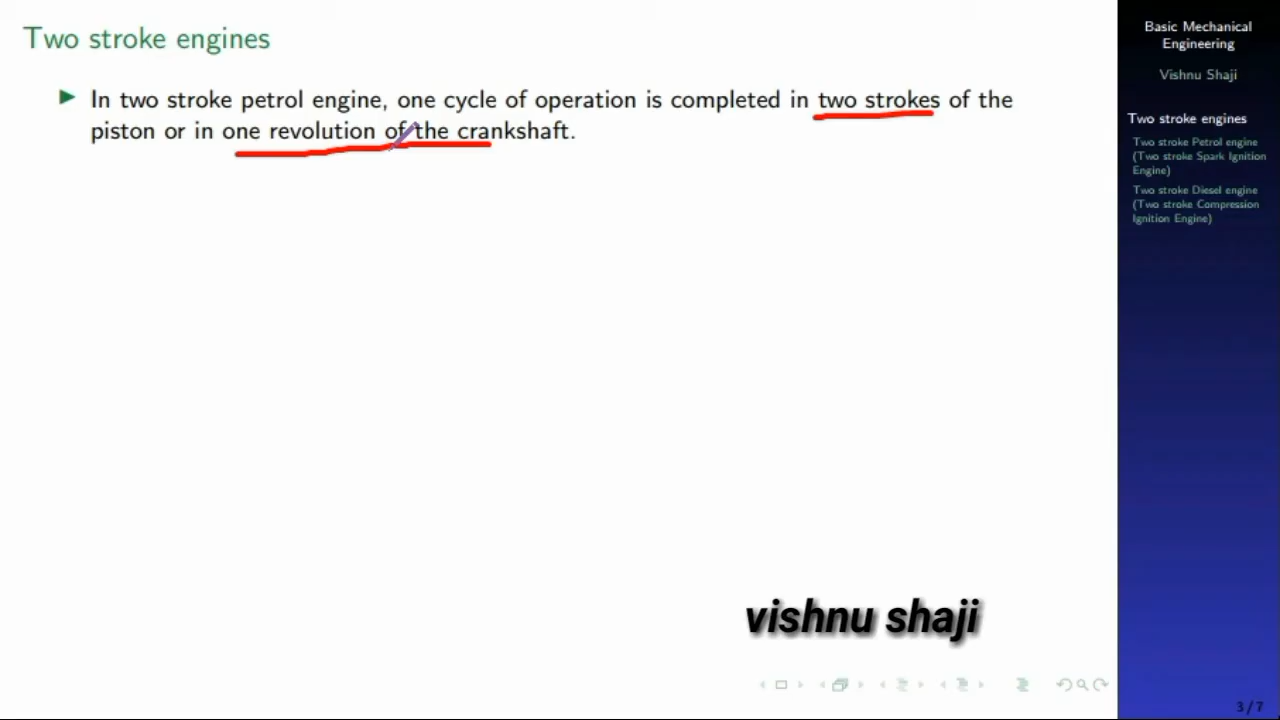 Two stroke engines
In two stroke petrol engine, one cycle of operation is completed in two strokes of the
piston or in one revolution of the crankshaft.
vishnu shaji
Basic Mechanical
Engineering
Vishnu Shaji
Two stroke engines
Two stroke Petrol engine
(Two stroke Spark Ignition
Engine)
Two stroke Diesel engine
(Two stroke Compression
Ignition Engine)
3/7